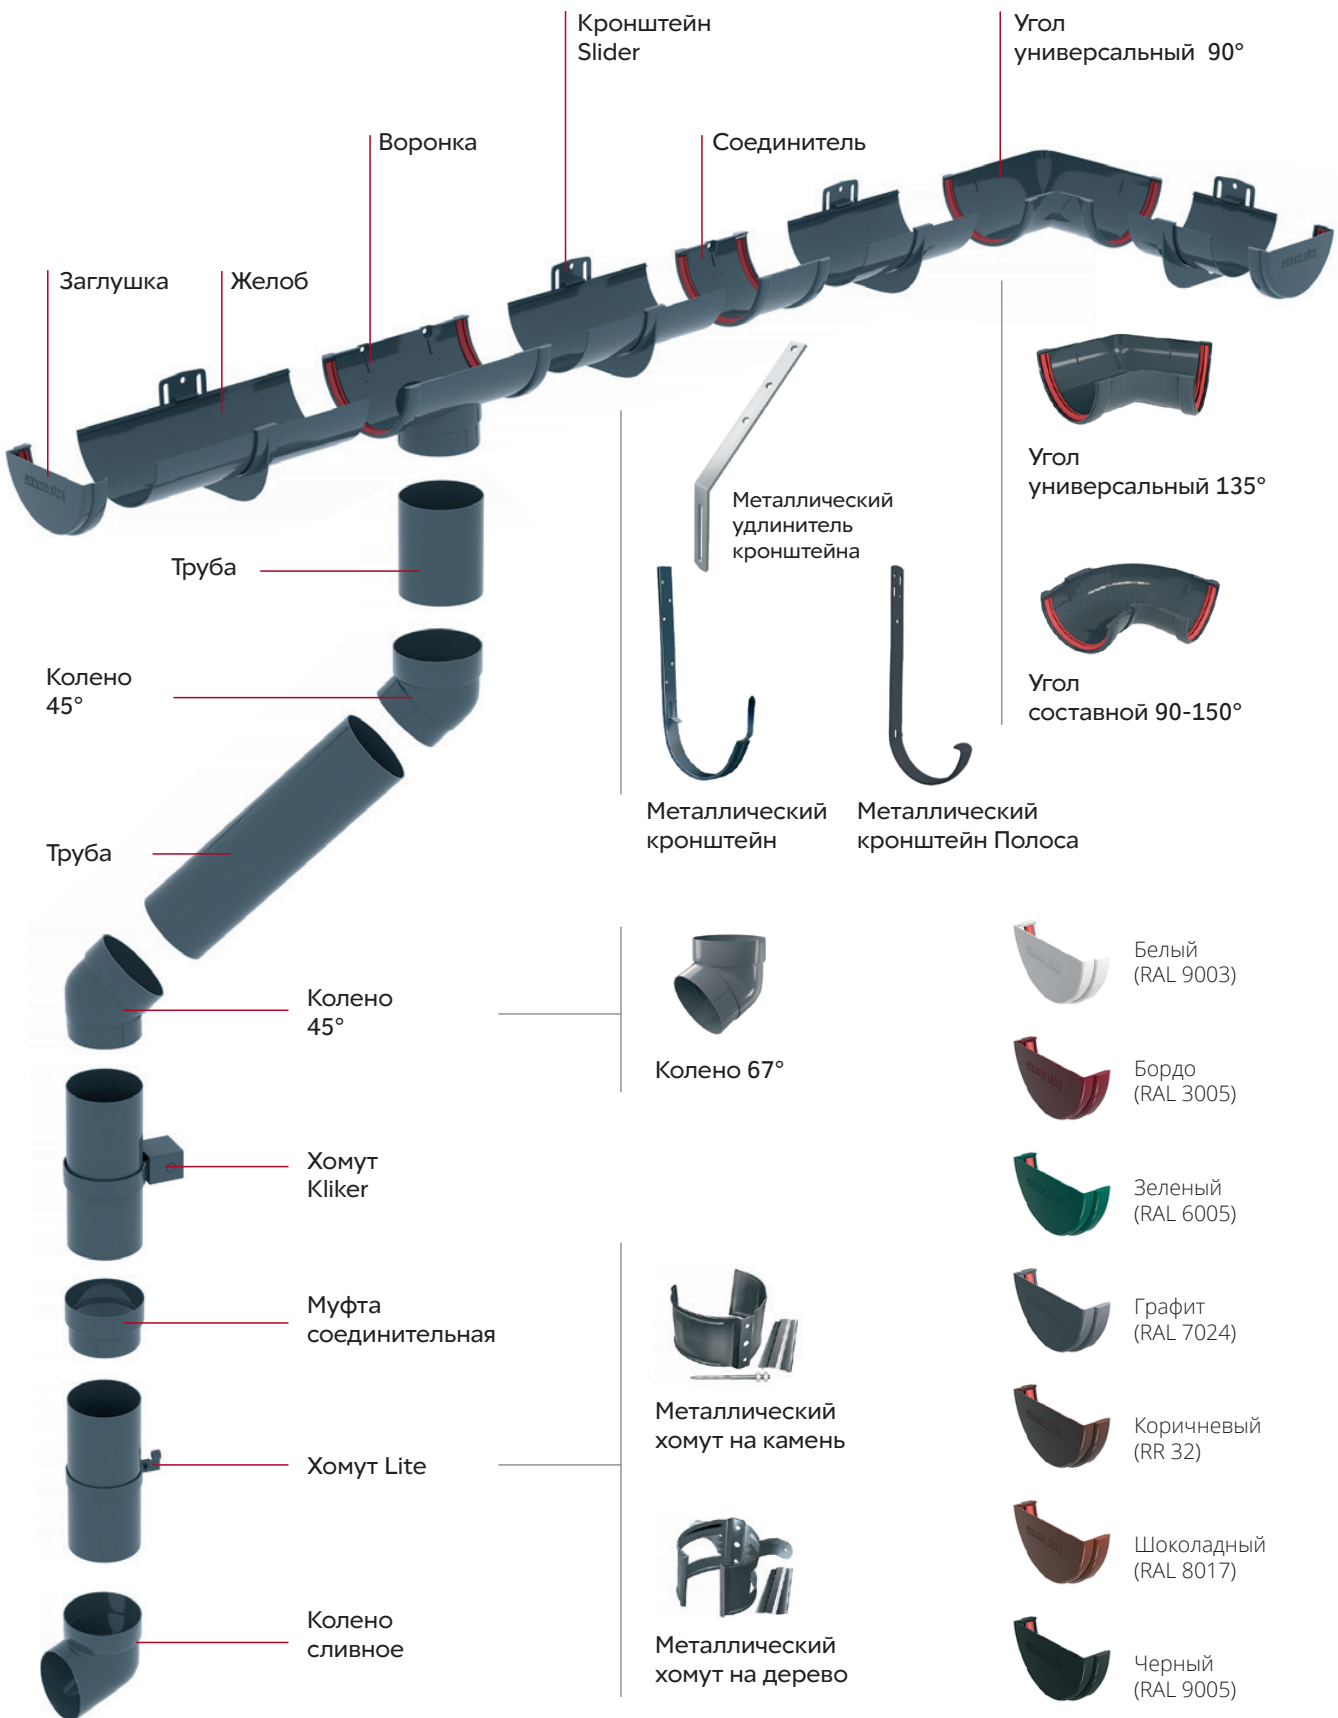 Кронштейн
Slider
Угол
универсальный 90°
Воронка
Соединитель
Заглушка
Желоб
Угол
универсальный 135°
Металлический
удлинитель
кронштейна
Труба
Колено
45°
Угол
составной 90-150°
Металлический
кронштейн
Металлический
кронштейн Полоса
Труба
Колено
45°
Колено 67°
Белый
(RAL 9003)
Бордо
(RAL 3005)
Хомут
Kliker
Зеленый
(RAL 6005)
Муфта
соединительная
Графит
(RAL 7024)
Металлический
хомут на камень
Коричневый
(RR 32)
Хомут Lite
Шоколадный
(RAL 8017)
Колено
сливное
Металлический
хомут на дерево
Черный
(RAL 9005)